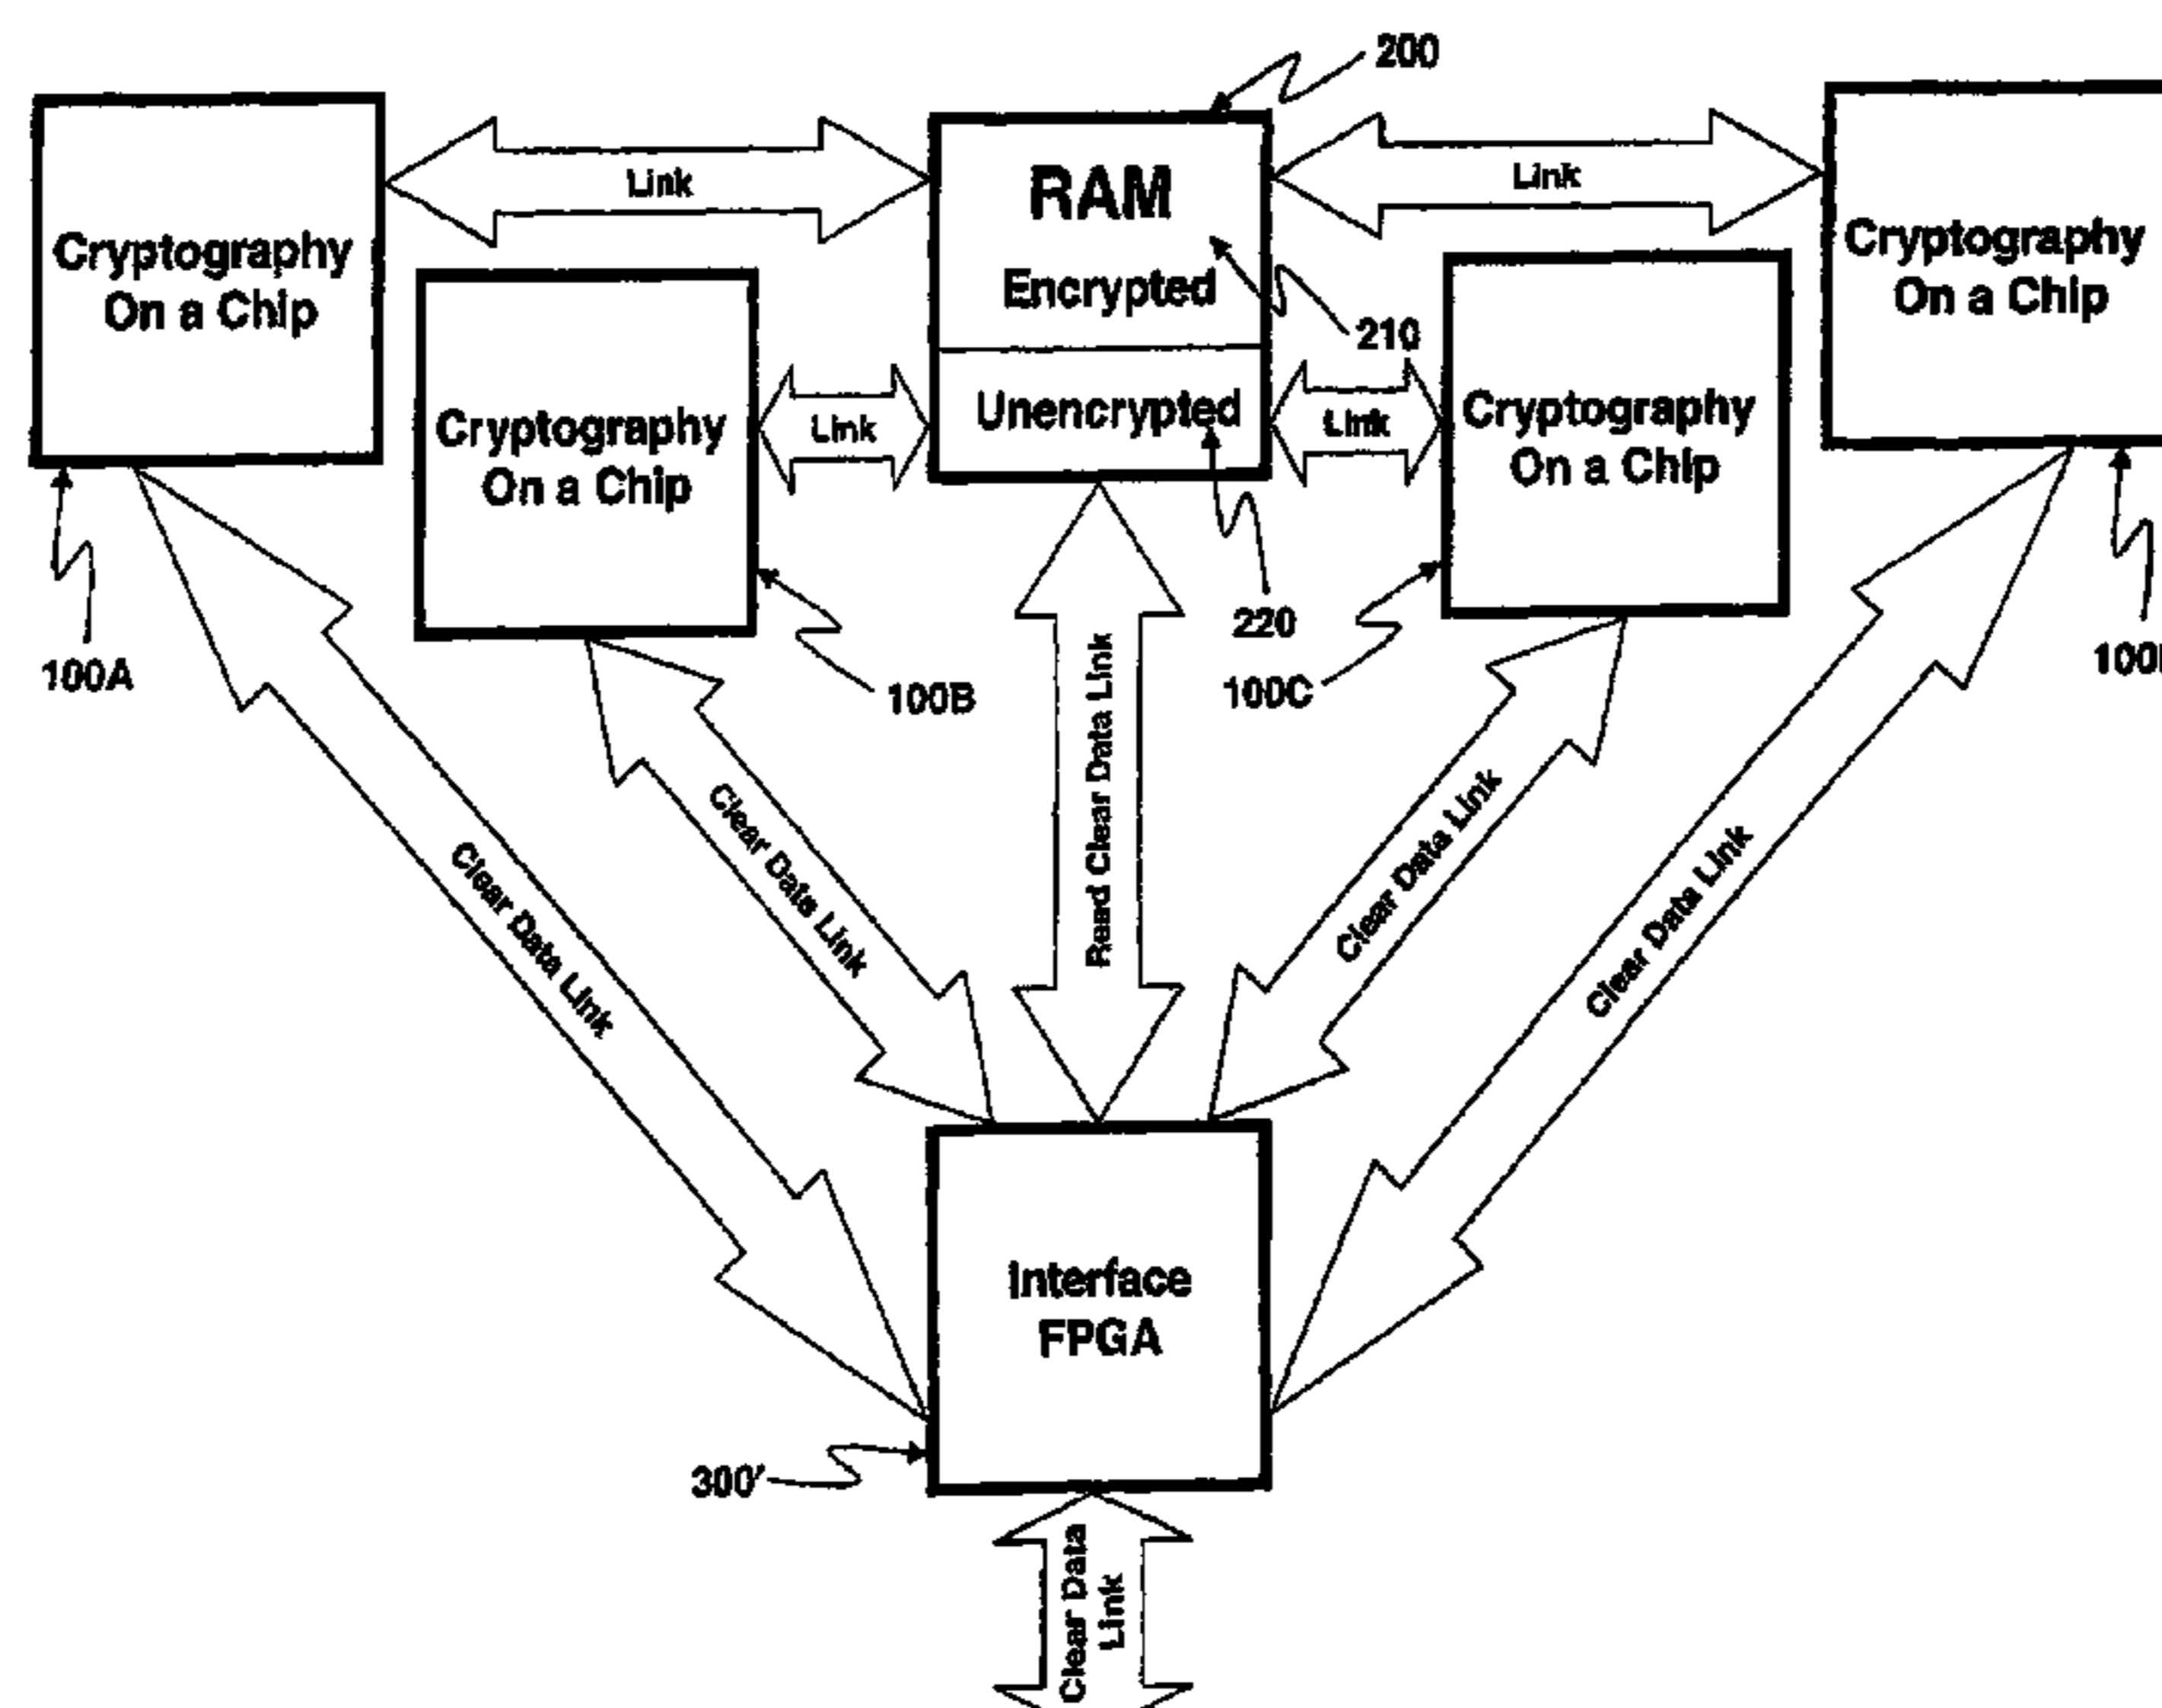 200
Cryptography
On a Chip
Link
RAM
Encrypted
Unencrypted
Link
Cryptography
On a Chip
210
Cryptography
On a Chip
Link
Link
Cryptography
On a Chip
100A
100B
220
100C
Clear Data Link
Clear Data Link
Read Clear Data Link
Clear Data Link
Clear Data Link
Interface
FPGA
300'
Clear Data
Link